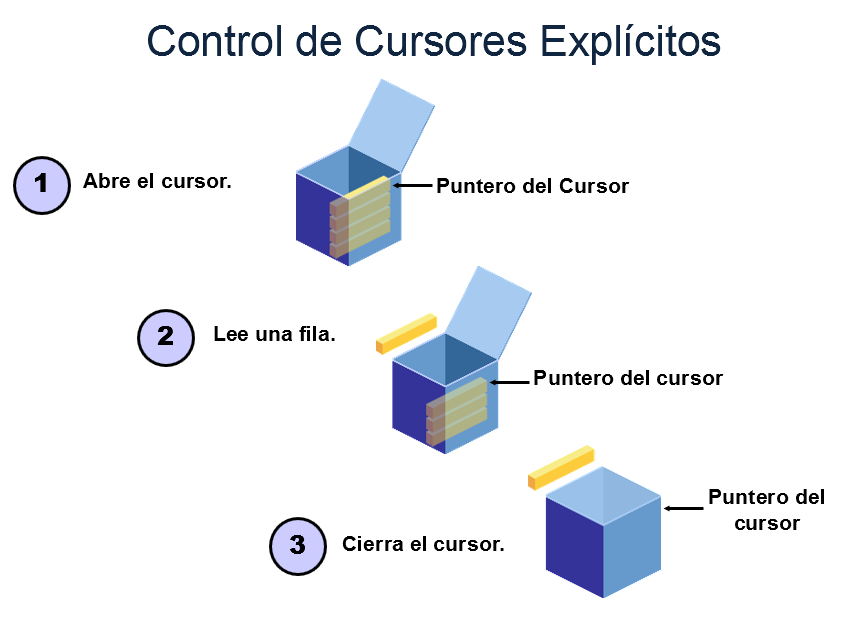 Control de Cursores Explícitos
1
Abre el cursor.
Puntero del Cursor
2
Lee una fila.
Puntero del cursor
3
Cierra el cursor.
Puntero del
cursor